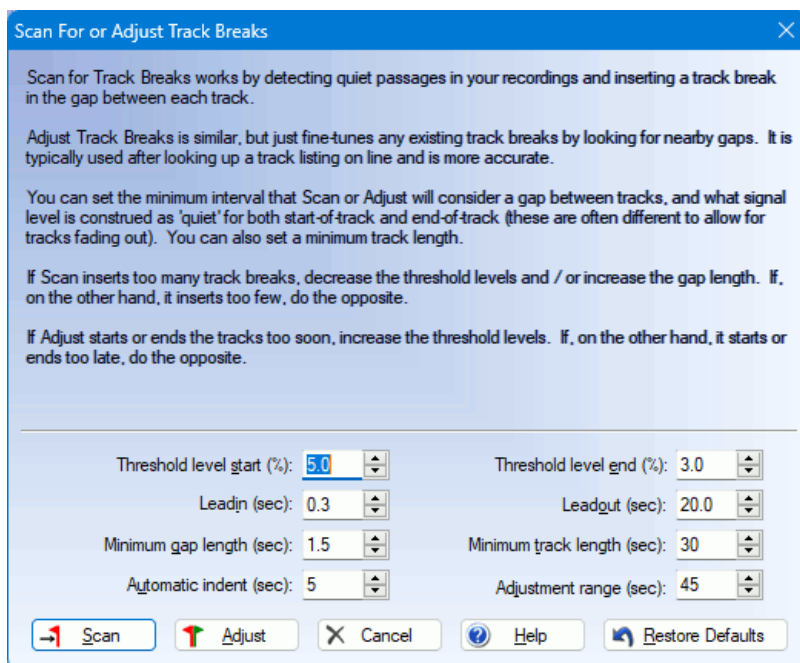 Scan For or Adjust Track Breaks
Scan for Track Breaks works by detecting quiet passages in your recordings and inserting a track break
in the gap between each track.
Adjust Track Breaks is similar, but just fine-tunes any existing track breaks by looking for nearby gaps.  It is
typically used after looking up a track listing on line and is more accurate.
You can set the minimum interval that Scan or Adjust will consider a gap between tracks, and what signal
level is construed as 'quiet' for both start-of-track and end-of-track (these are often different to allow for
tracks fading out).  You can also set a minimum track length.
If Scan inserts too many track breaks, decrease the threshold levels and / or increase the gap length.  If,
on the other hand, it inserts too few, do the opposite.
If Adjust starts or ends the tracks too soon, increase the threshold levels.  If, on the other hand, it starts or
ends too late, do the opposite.
Threshold level start (%): 5.0 Threshold level end (%): 3.0
Leadin (sec): 0.3 Leadout (sec): 20.0
Minimum gap length (sec): 1.5 Minimum track length (sec): 30
Automatic indent (sec): 5 Adjustment range (sec): 45
Scan Adjust Cancel Help Restore Defaults